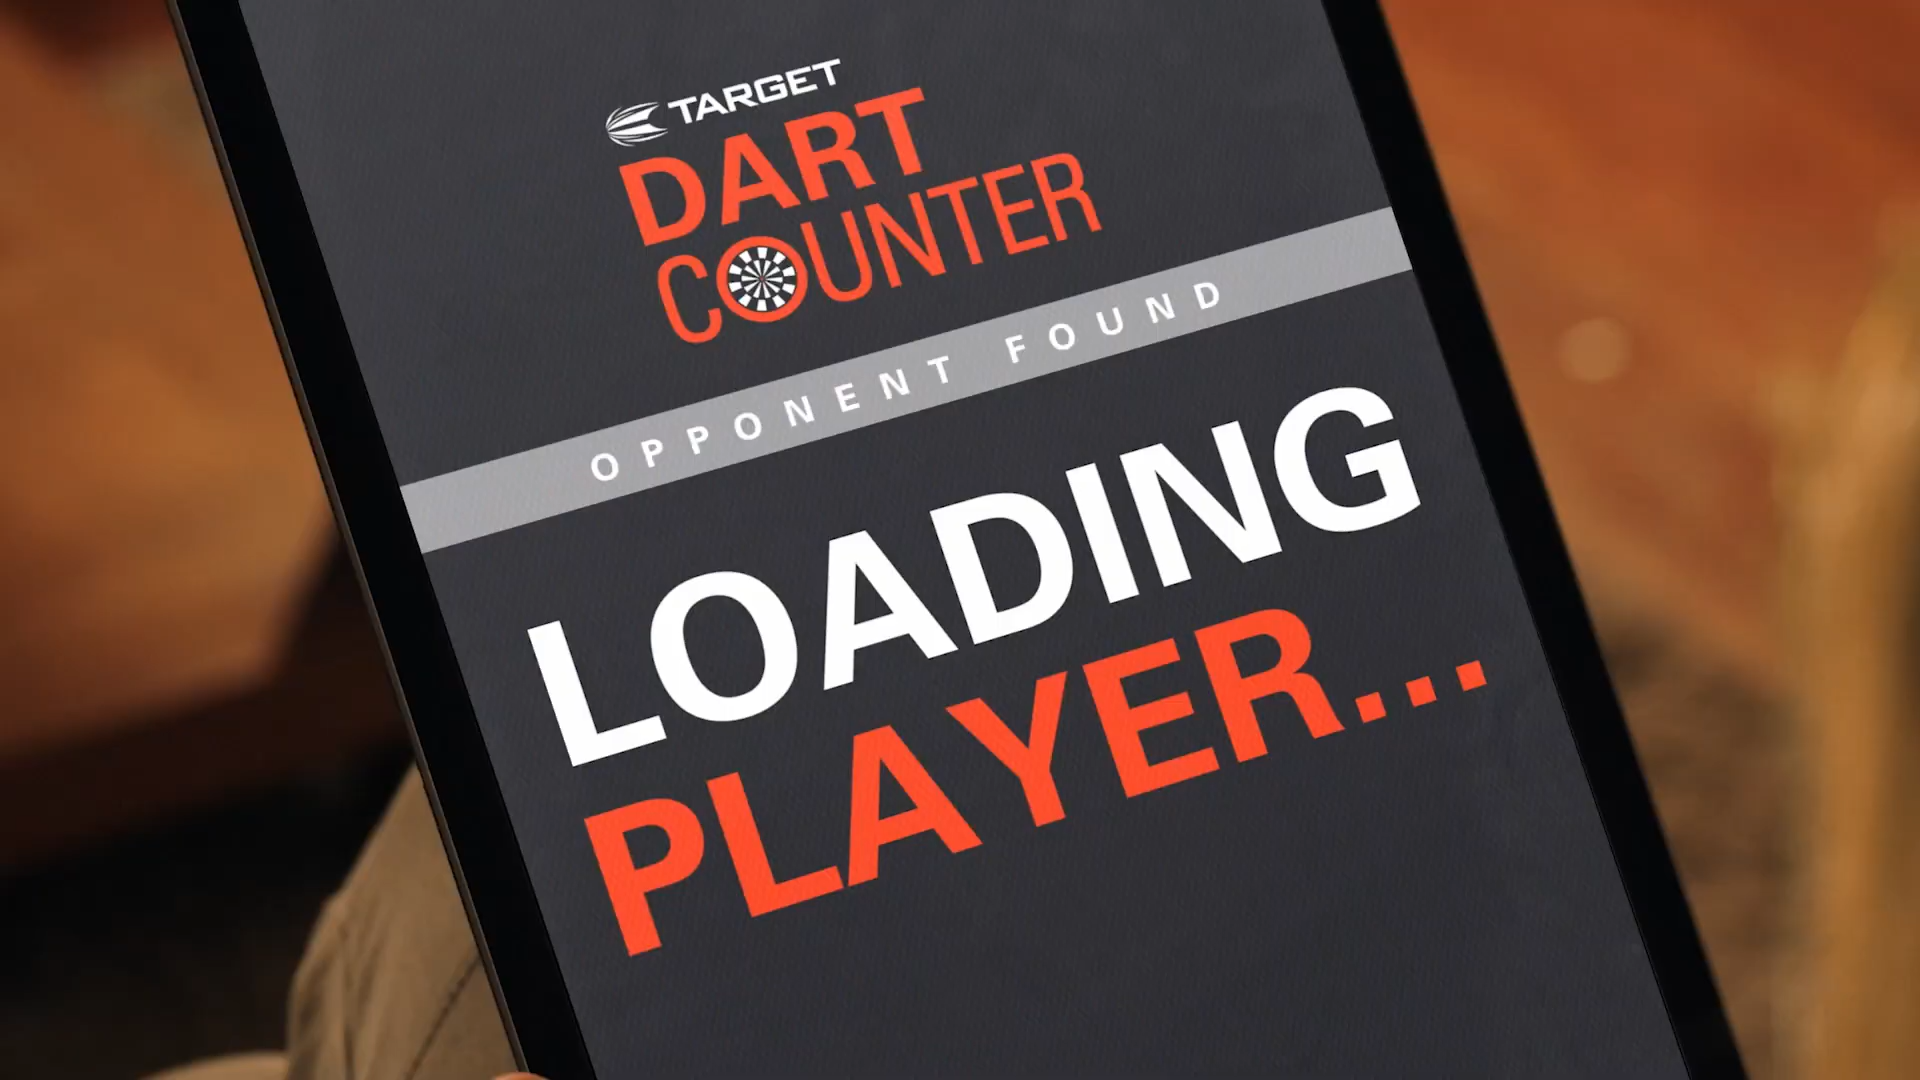 TARGET
DART
COUNTER
OPPONENT FOUND
LOADING
PLAYER...